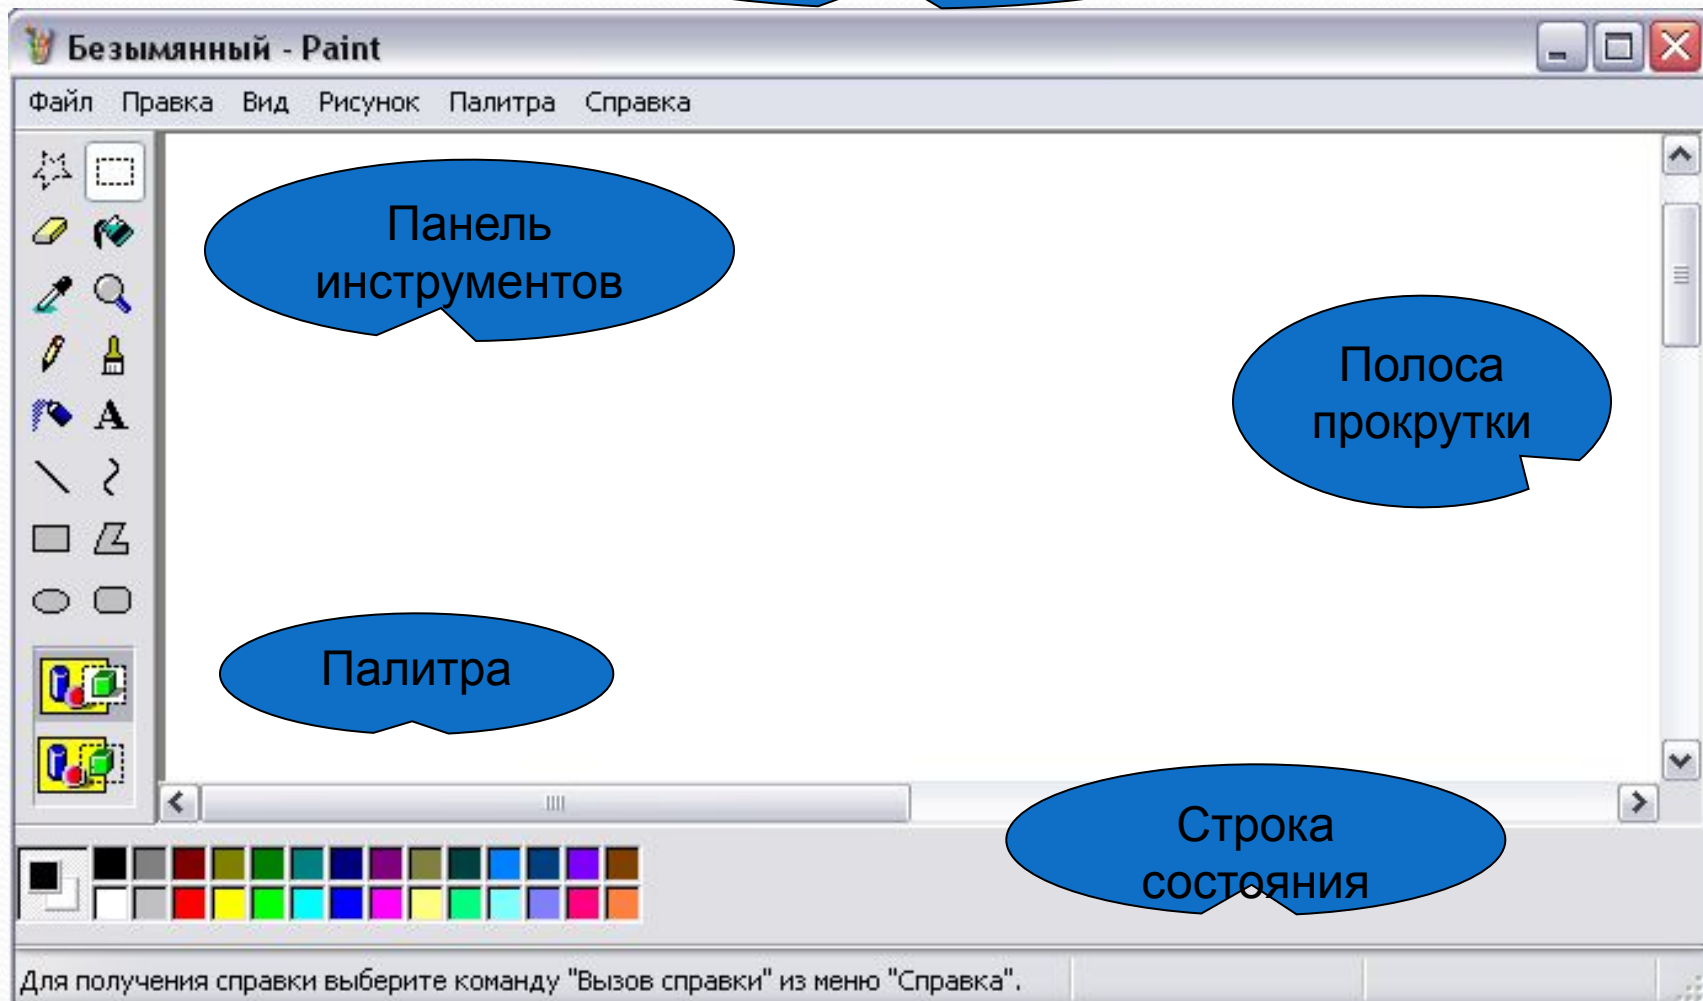 Безымянный - Paint
Файл Правка Вид Рисунок Палитра Справка
Панель
инструментов
Полоса
прокрутки
A
Палитра
Строка
состояния
Для получения справки выберите команду "Вызов справки" из меню "Справка".